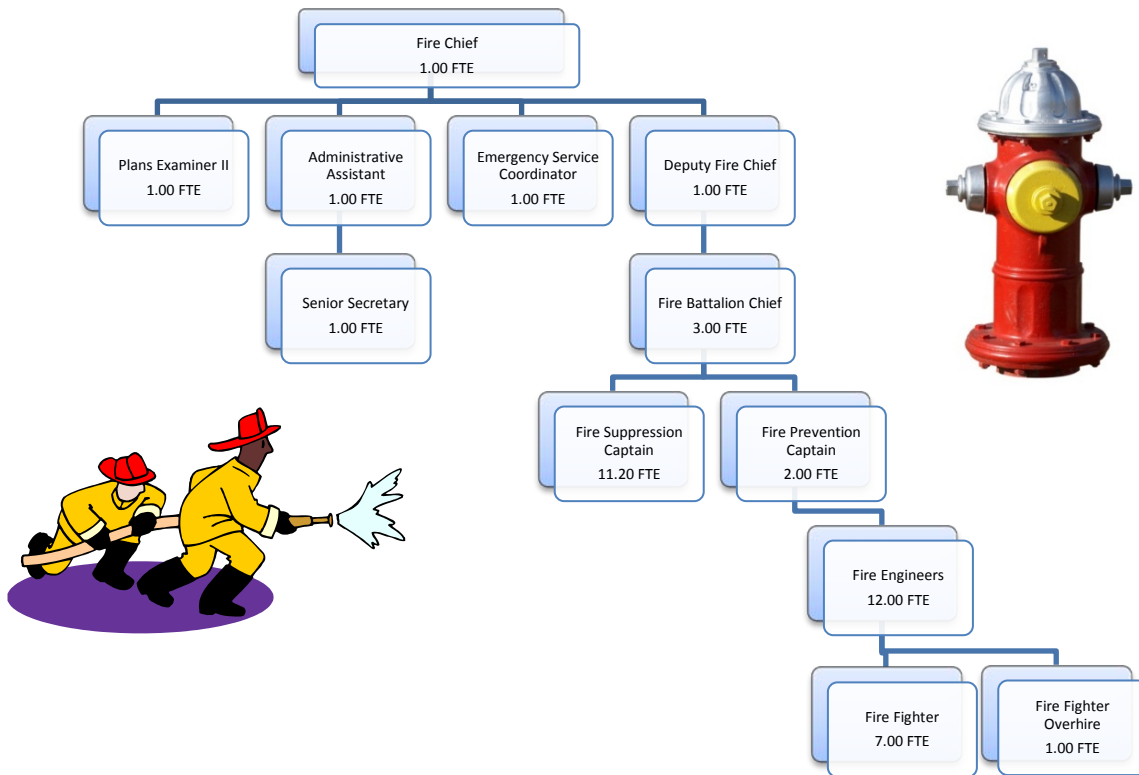 Fire Chief
1.00 FTE
Plans Examiner II
1.00 FTE
Administrative
Assistant
1.00 FTE
Emergency Service
Coordinator
1.00 FTE
Deputy Fire Chief
1.00 FTE
Senior Secretary
1.00 FTE
Fire Battalion Chief
3.00 FTE
Fire Suppression
Captain
11.20 FTE
Fire Prevention
Captain
2.00 FTE
Fire Engineers
12.00 FTE
Fire Fighter
7.00 FTE
Fire Fighter
Overhire
1.00 FTE